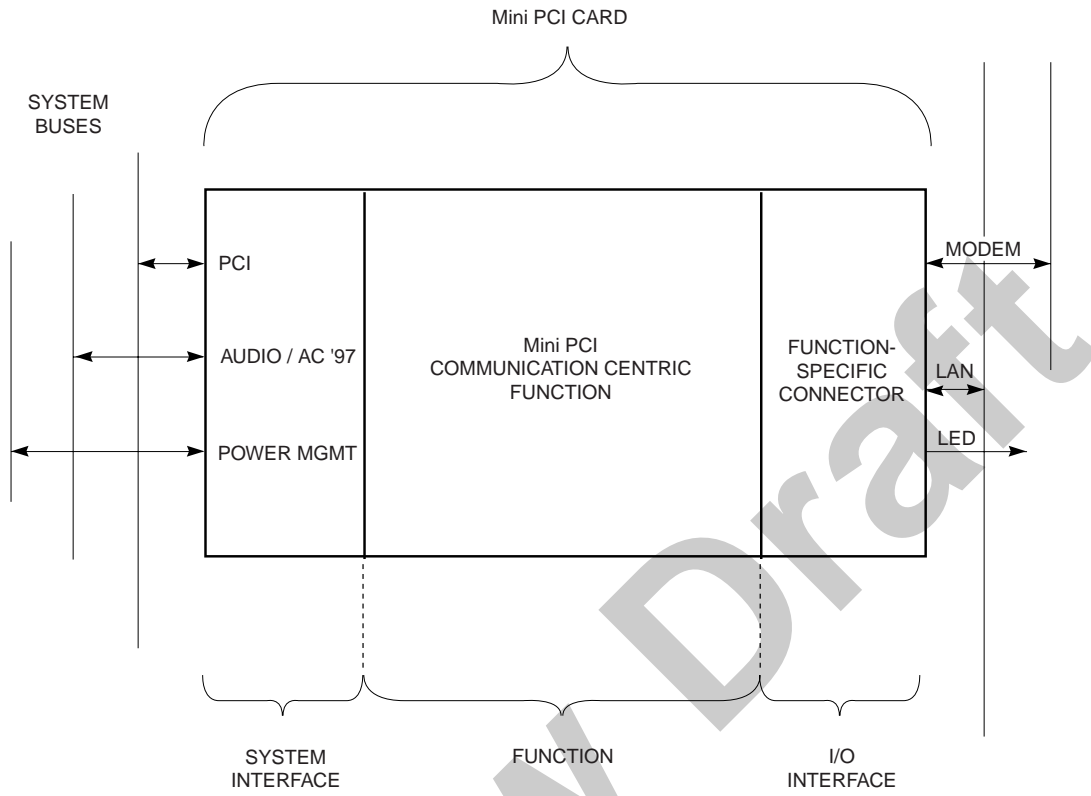 Mini PCI CARD
SYSTEM
BUSES
PCI
MODEM
AUDIO / AC '97
Mini PCI
COMMUNICATION CENTRIC
FUNCTION
FUNCTION-
SPECIFIC
CONNECTOR
LAN
POWER MGMT
LED
SYSTEM
INTERFACE
FUNCTION
I/O
INTERFACE
Draft